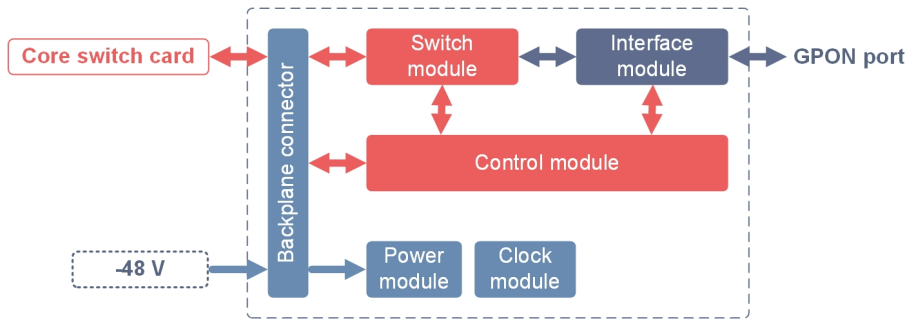 Core switch card
Backplane connector
Switch
module
Interface
module
GPON port
Control module
-48 V
Power
module
Clock
module